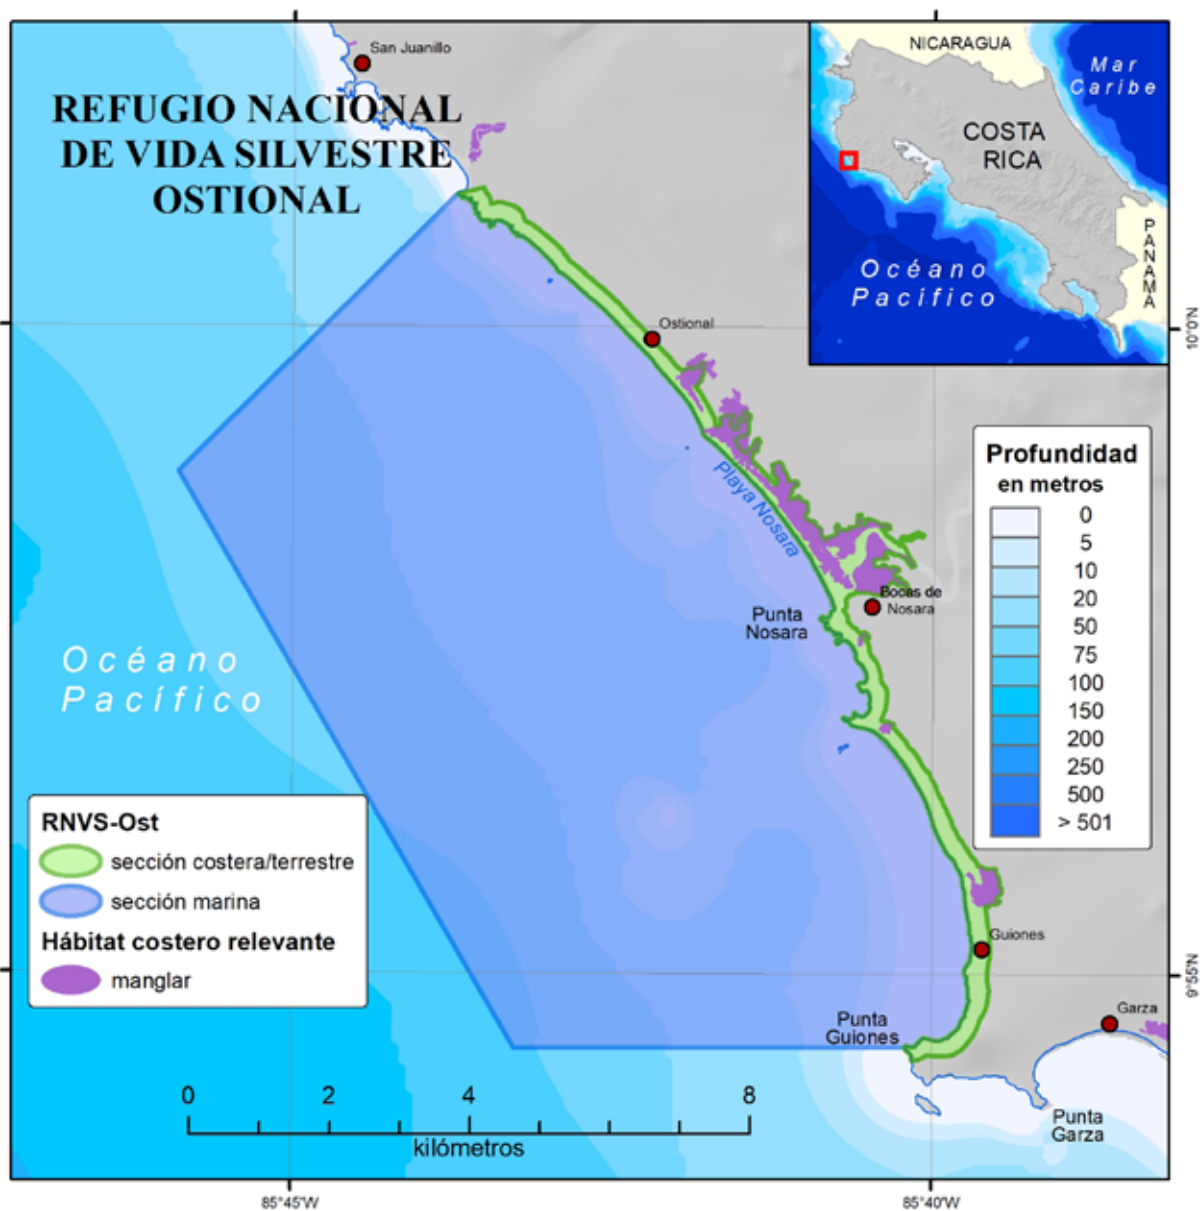 San Juanillo
REFUGIO NACIONAL
DE VIDA SILVESTRE
OSTIONAL
NICARAGUA
Mar
Caribe
COSTA
RICA
PANAMÁ
Océano
Pacífico
Ostional
10°0'N
Profundidad
en metros
0
5
10
20
50
75
100
150
200
250
500
> 501
Playa Nosara
Bocas de
Nosara
Punta
Nosara
Océano
Pacífico
RNVS-Ost
sección costera/terrestre
sección marina
Hábitat costero relevante
manglar
Guiones
9°55'N
Garza
Punta
Guiones
Punta
Garza
0 2 4 8
kilómetros
85°45'W
85°40'W